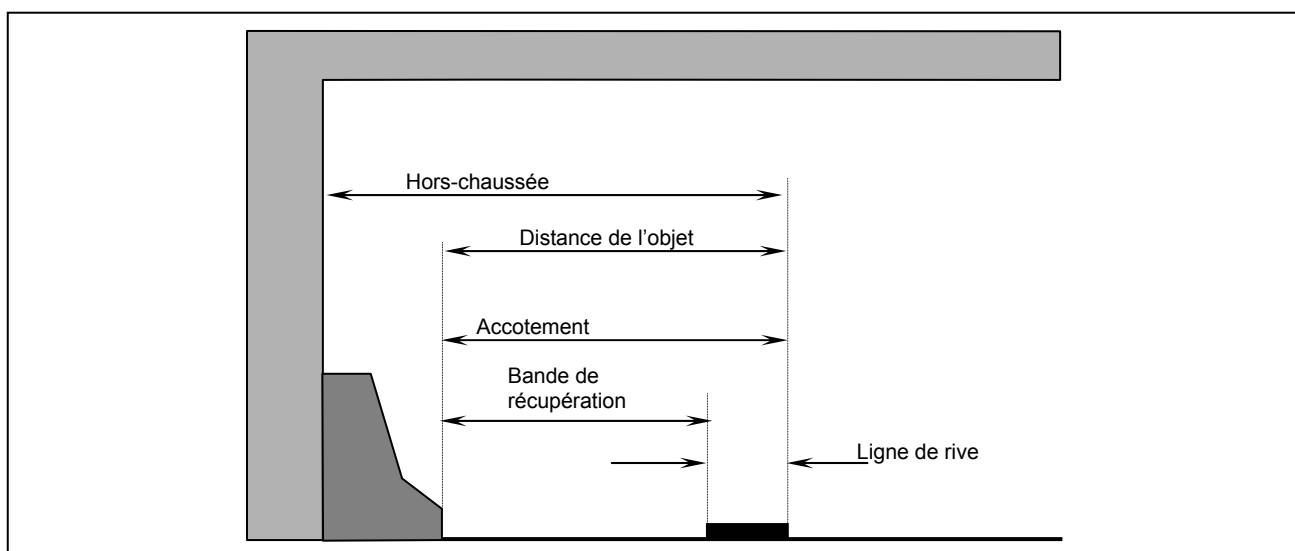 Hors-chaussée
Distance de l’objet
Accotement
Bande de
récupération
Ligne de rive